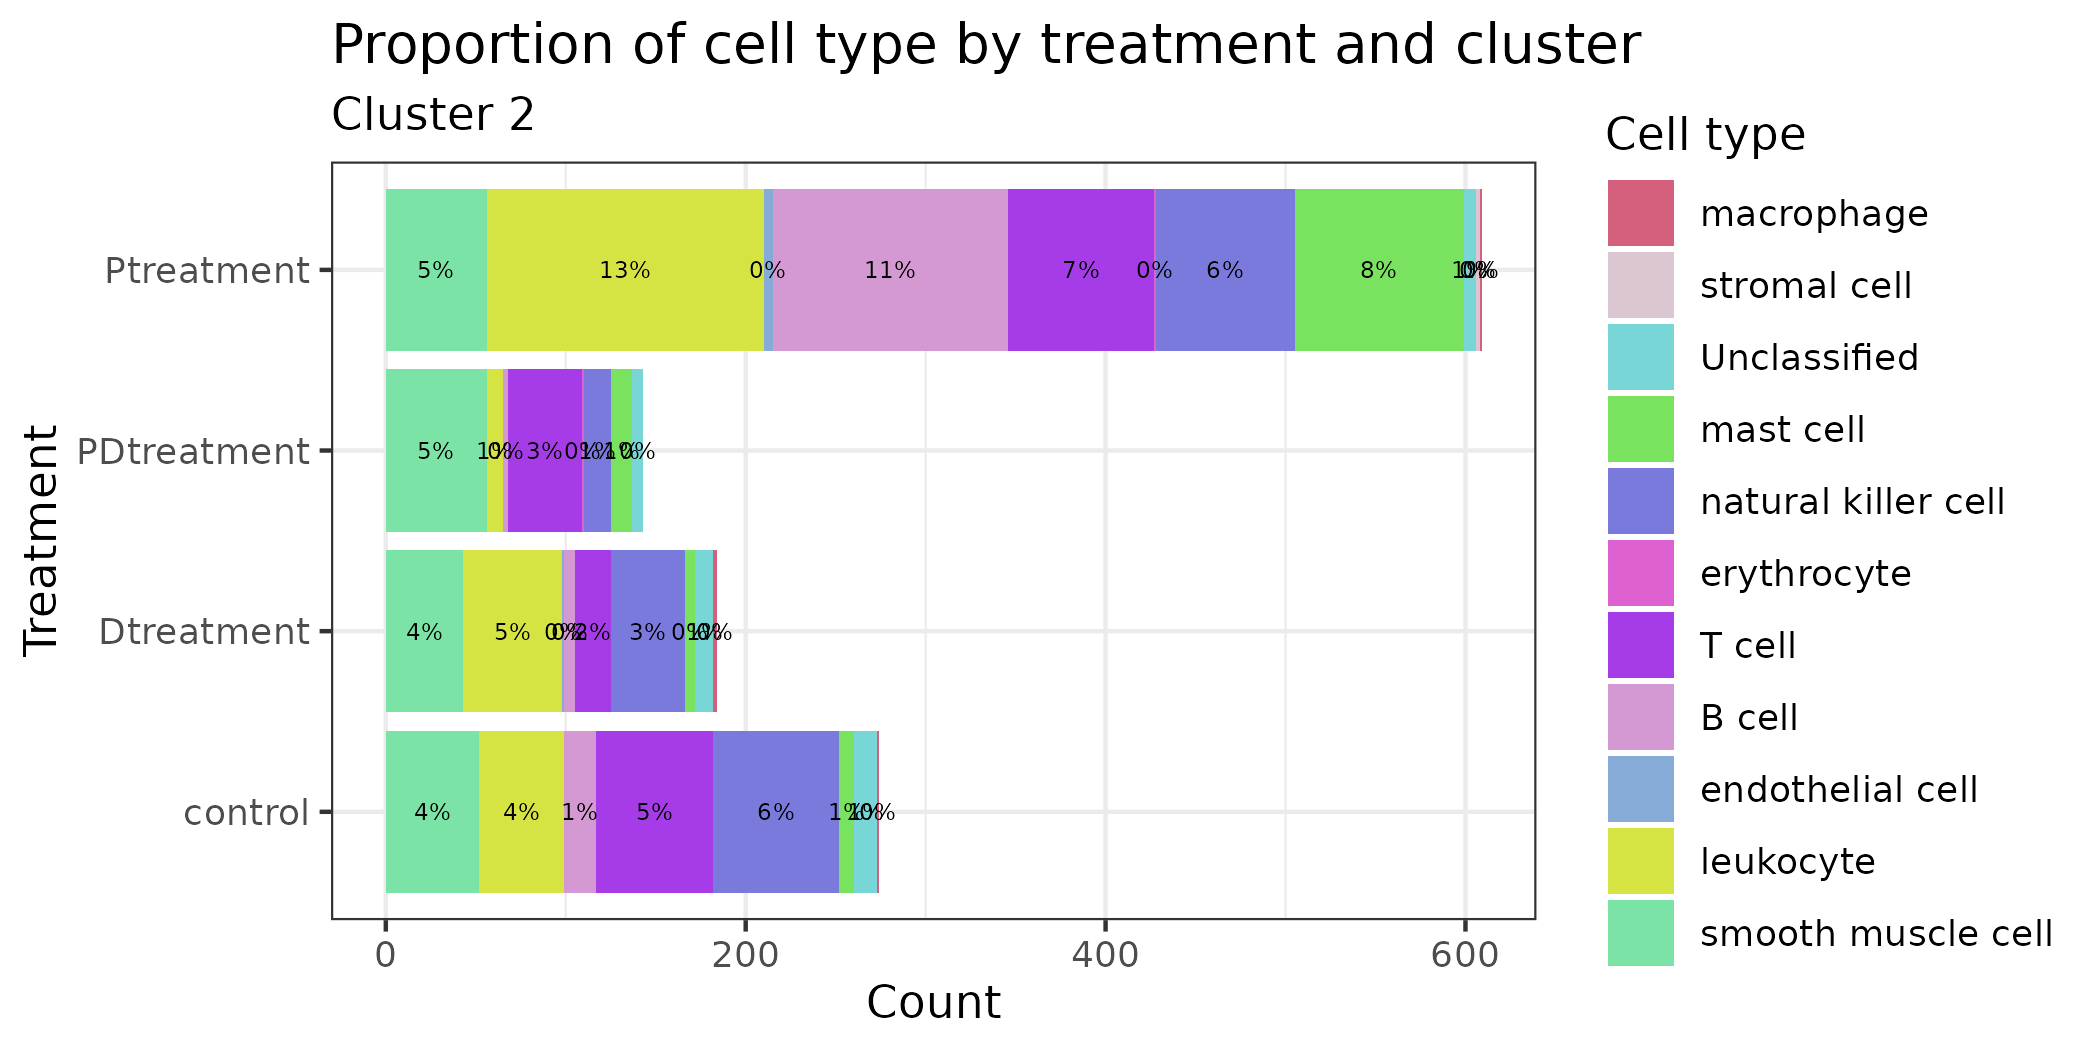 Proportion of cell type by treatment and cluster
Cluster 2
Cell type
macrophage
stromal cell
Unclassified
mast cell
natural killer cell
erythrocyte
T cell
B cell
endothelial cell
leukocyte
smooth muscle cell
Treatment
Ptreatment
5% 13% 0% 11% 7% 0% 6% 8%
PDtreatment
5% 3%
Dtreatment
4% 5% 3%
control
4% 4% 1% 5% 6%
0 200 400 600
Count